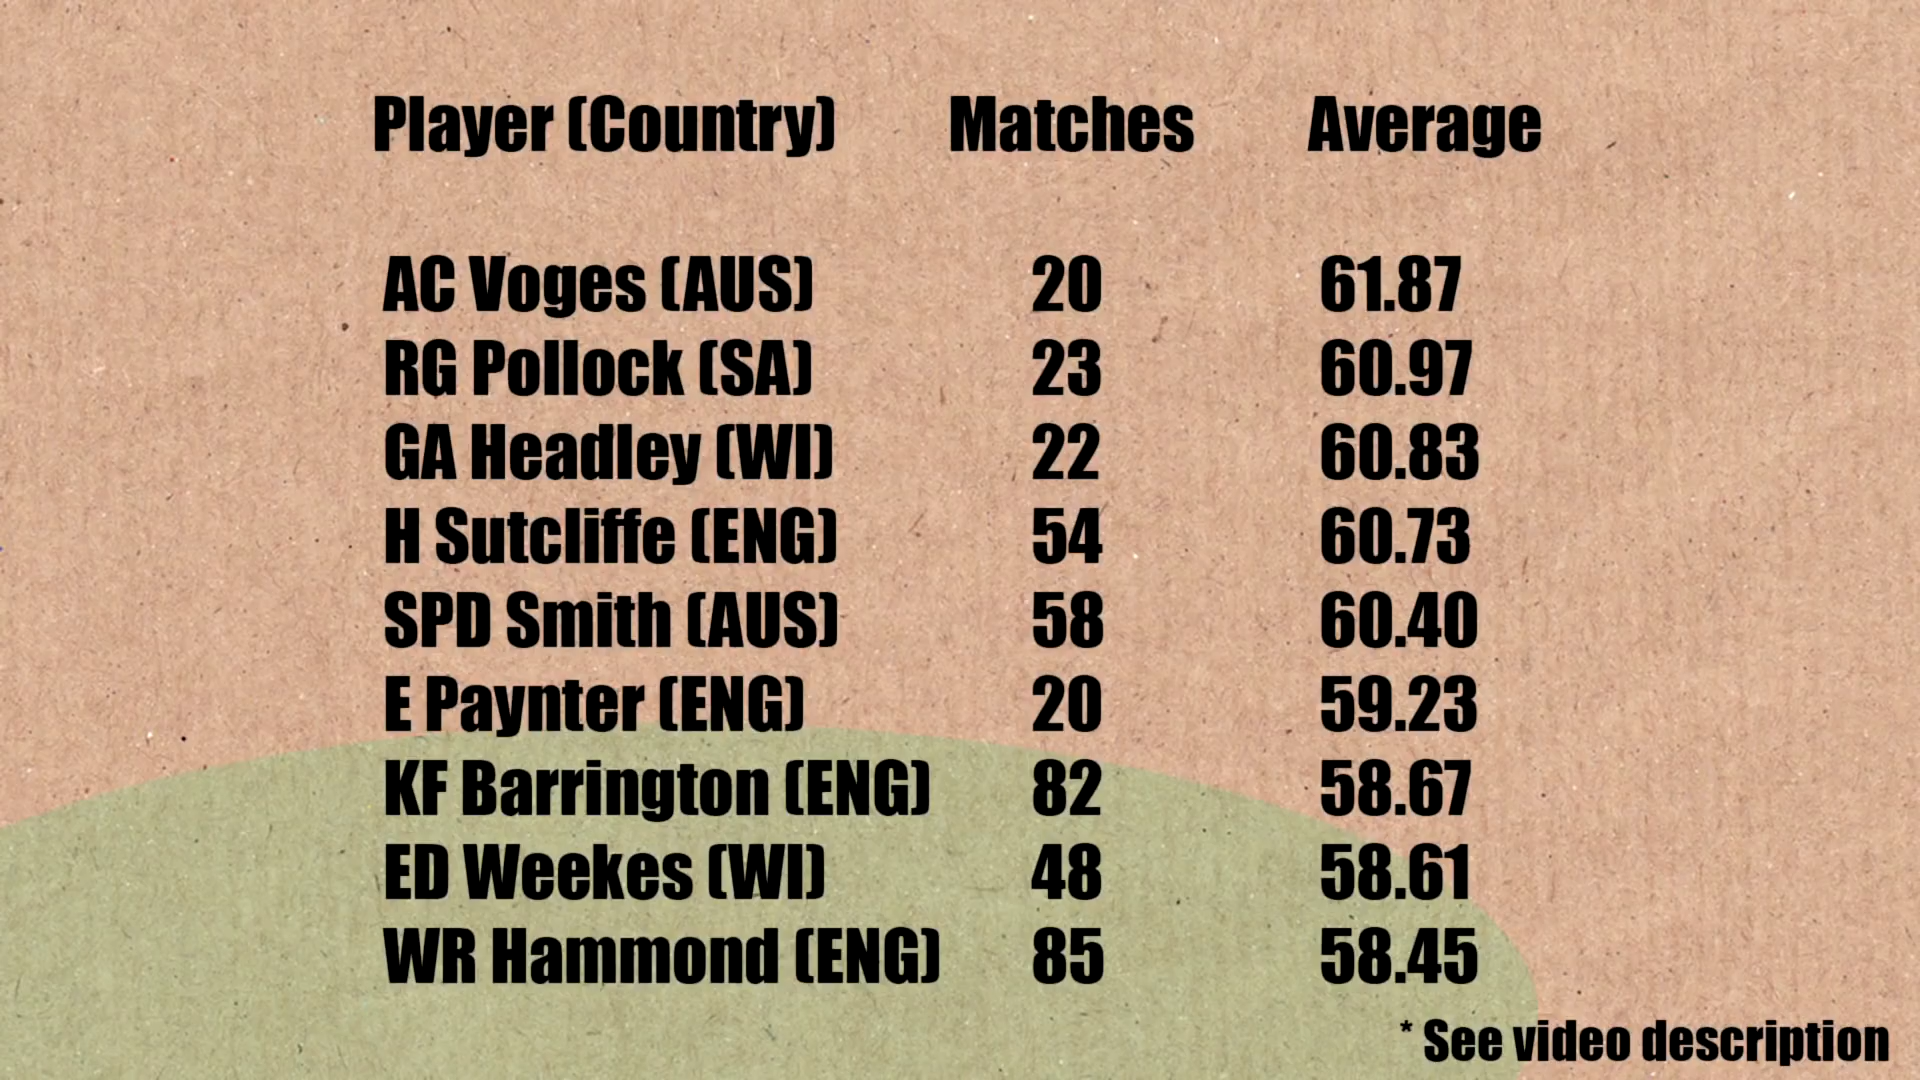 Player (Country) Matches Average
AC Voges (AUS) 20 61.87
RG Pollock (SA) 23 60.97
GA Headley (WI) 22 60.83
H Sutcliffe (ENG) 54 60.73
SPD Smith (AUS) 58 60.40
E Paynter (ENG) 20 59.23
KF Barrington (ENG) 82 58.67
ED Weekes (WI) 48 58.61
WR Hammond (ENG) 85 58.45
* See video description